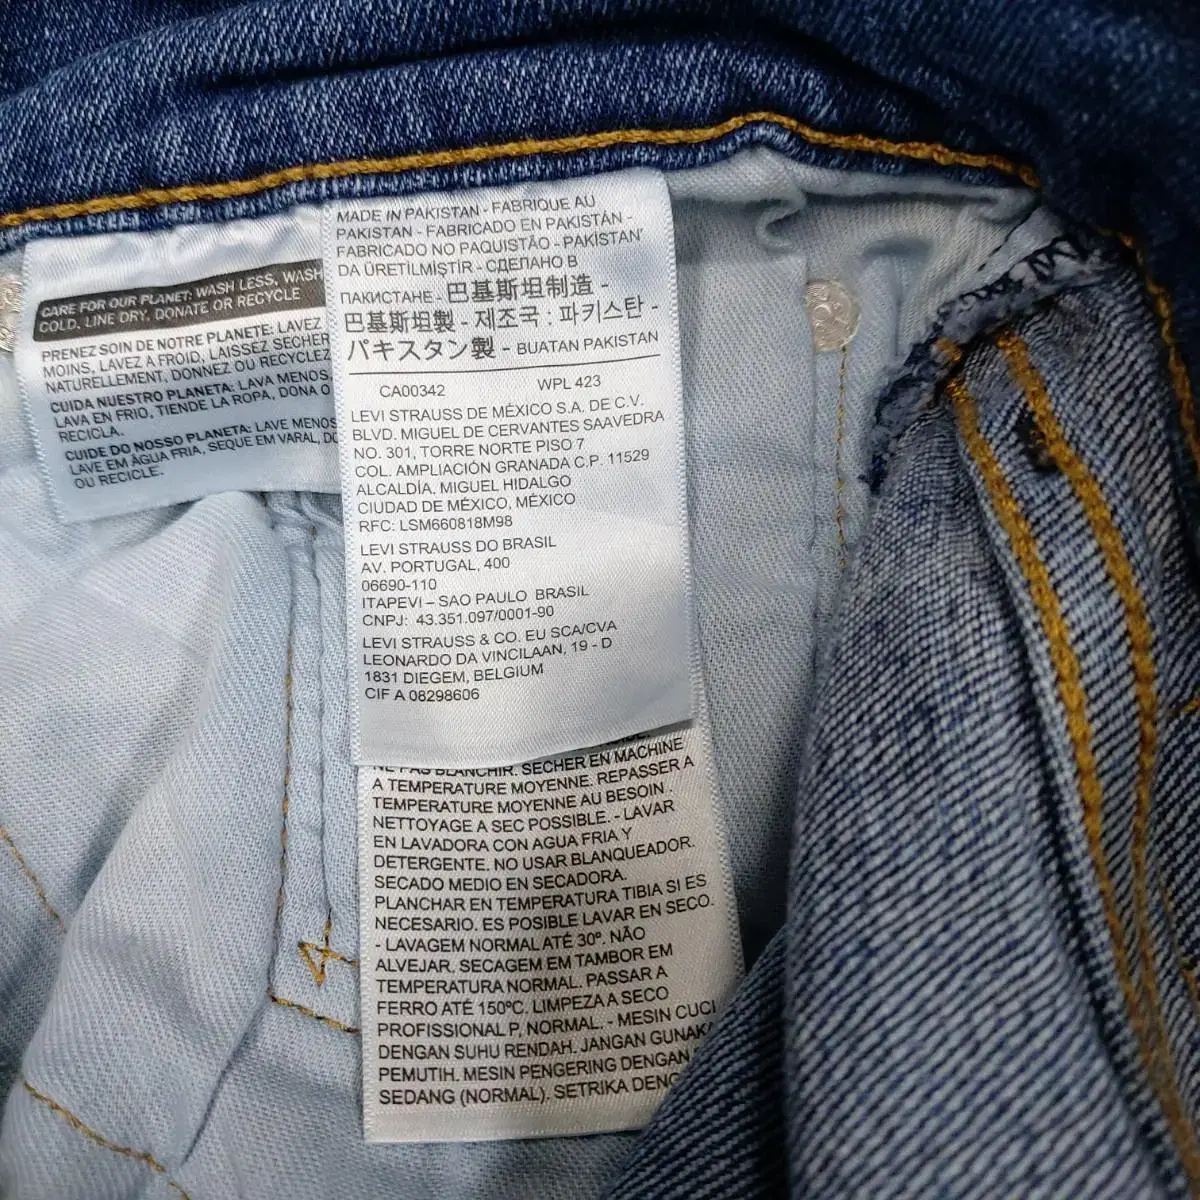 CARE FOR OUR PLANET: WASH LESS, WASH
COLD, LINE DRY, DONATE OR RECYCLE
PRENEZ SOIN DE NOTRE PLANETE: LAVEZ
MOINS, LAVEZ A FROID, LAISSEZ SECHER
NATURELLEMENT, DONNEZ OU RECYCLEZ
CUIDA NUESTRO PLANETA: LAVA MENOS,
LAVA EN FRIO, TIENDE LA ROPA, DONA O
RECICLA.
CUIDE DO NOSSO PLANETA: LAVE MENOS
LAVE EM ÁGUA FRIA, SEQUE EM VARAL, DO
OU RECICLE.
MADE IN PAKISTAN - FABRIQUE AU
PAKISTAN - FABRICADO EN PAKISTÁN -
FABRICADO NO PAQUISTÃO - PAKISTAN'
DA ÜRETILMIŞTIR - СДЕЛАНО В
ПАКИСТАНЕ - 巴基斯坦制造 -
巴基斯坦製 - 제조국 : 파키스탄 -
パキスタン製 - BUATAN PAKISTAN
CA00342 WPL 423
LEVI STRAUSS DE MÉXICO S.A. DE C.V.
BLVD. MIGUEL DE CERVANTES SAAVEDRA
NO. 301, TORRE NORTE PISO 7
COL. AMPLIACIÓN GRANADA C.P. 11529
ALCALDÍA, MIGUEL HIDALGO
CIUDAD DE MÉXICO, MÉXICO
RFC: LSM660818M98
LEVI STRAUSS DO BRASIL
AV. PORTUGAL, 400
06690-110
ITAPEVI – SAO PAULO BRASIL
CNPJ: 43.351.097/0001-90
LEVI STRAUSS & CO. EU SCA/CVA
LEONARDO DA VINCILAAN, 19 - D
1831 DIEGEM, BELGIUM
CIF A 08298606
NE PAS BLANCHIR. SECHER EN MACHINE
A TEMPERATURE MOYENNE. REPASSER A
TEMPERATURE MOYENNE AU BESOIN.
NETTOYAGE A SEC POSSIBLE. - LAVAR
EN LAVADORA CON AGUA FRIA Y
DETERGENTE. NO USAR BLANQUEADOR.
SECADO MEDIO EN SECADORA.
PLANCHAR EN TEMPERATURA TIBIA SI ES
NECESARIO. ES POSIBLE LAVAR EN SECO.
- LAVAGEM NORMAL ATÉ 30º. NÃO
ALVEJAR. SECAGEM EM TAMBOR EM
TEMPERATURA NORMAL. PASSAR A
FERRO ATÉ 150ºC. LIMPEZA A SECO
PROFISSIONAL P, NORMAL. - MESIN CUCI
DENGAN SUHU RENDAH. JANGAN GUNAKA
PEMUTIH. MESIN PENGERING DENGAN
SEDANG (NORMAL). SETRIKA DENG
4